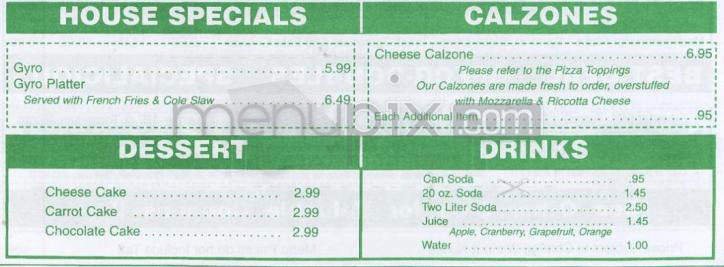 HOUSE SPECIALS
Gyro ............................................5.99
Gyro Platter
Served with French Fries & Cole Slaw ....................6.49
CALZONES
Cheese Calzone ....................................6.95
Please refer to the Pizza Toppings
Our Calzones are made fresh to order, overstuffed
with Mozzarella & Riccotta Cheese
Each Additional Item.....................................95
menupix.com
DESSERT
Cheese Cake .................... 2.99
Carrot Cake ...................... 2.99
Chocolate Cake .................. 2.99
DRINKS
Can Soda ...................... .95
20 oz. Soda .................... 1.45
Two Liter Soda .................. 2.50
Juice .......................... 1.45
Apple, Cranberry, Grapefruit, Orange
Water .......................... 1.00